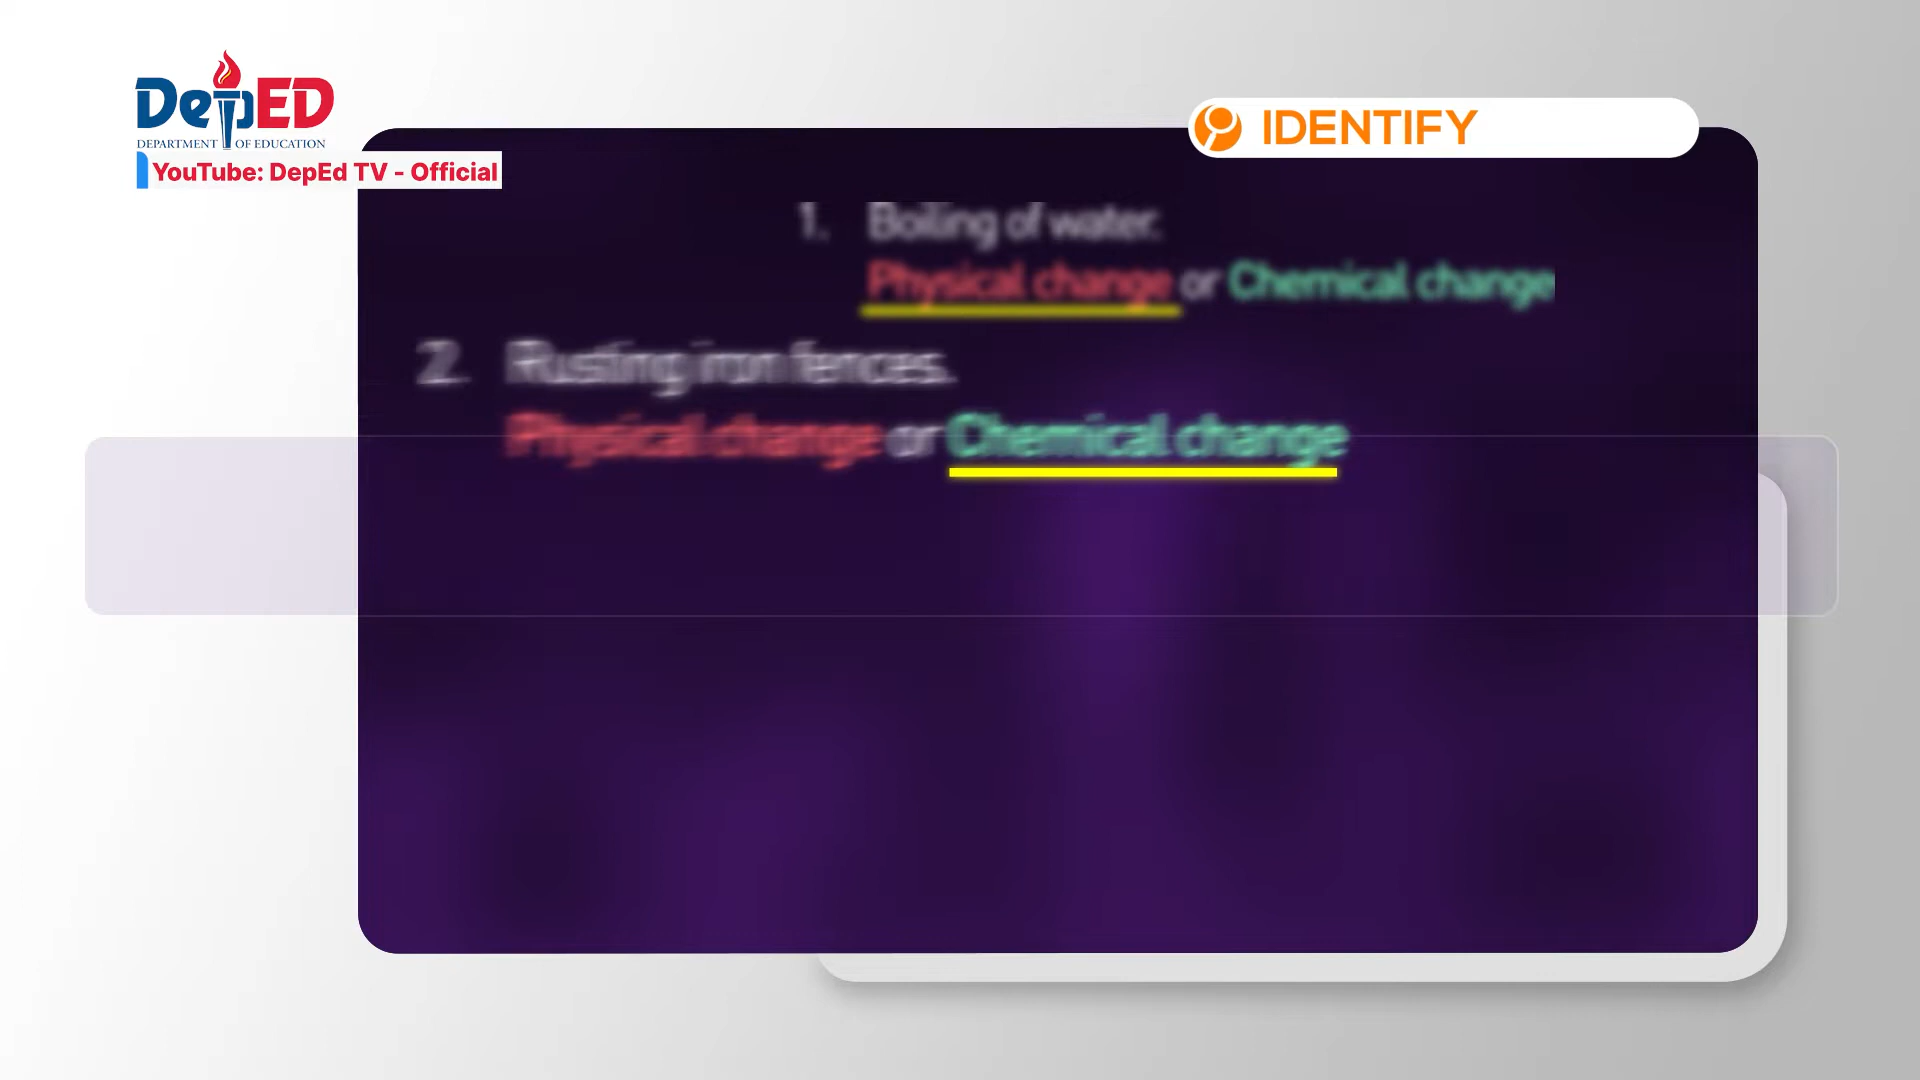 DepED
DEPARTMENT OF EDUCATION
YouTube: DepEd TV - Official
IDENTIFY
1. Boiling of water.
Physical change or Chemical change
2. Rusting iron fences.
Physical change or Chemical change